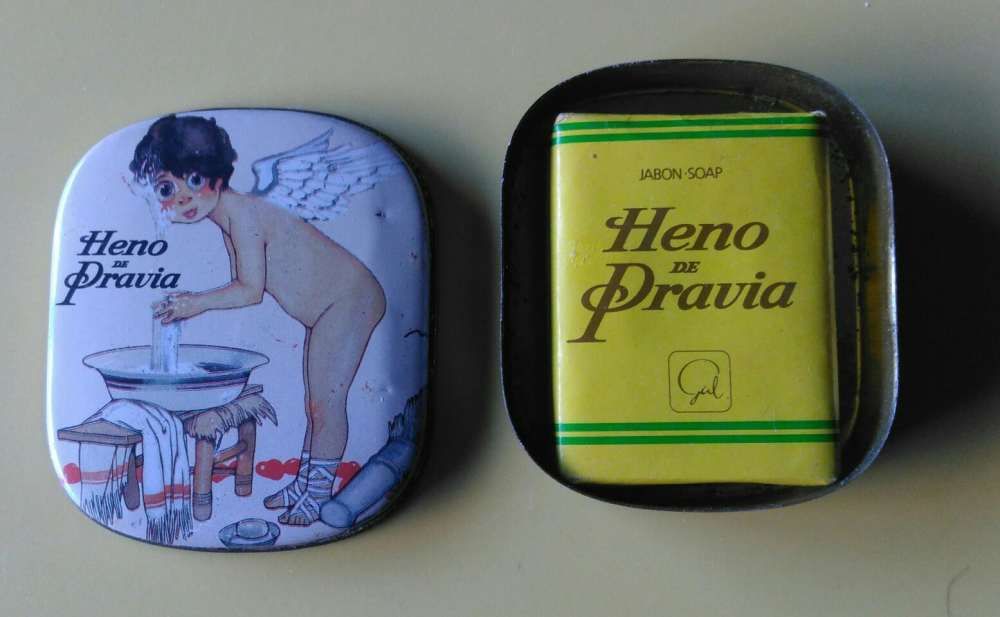 Heno
DE
Pravia
JABON·SOAP
Heno
DE
Pravia
Gal